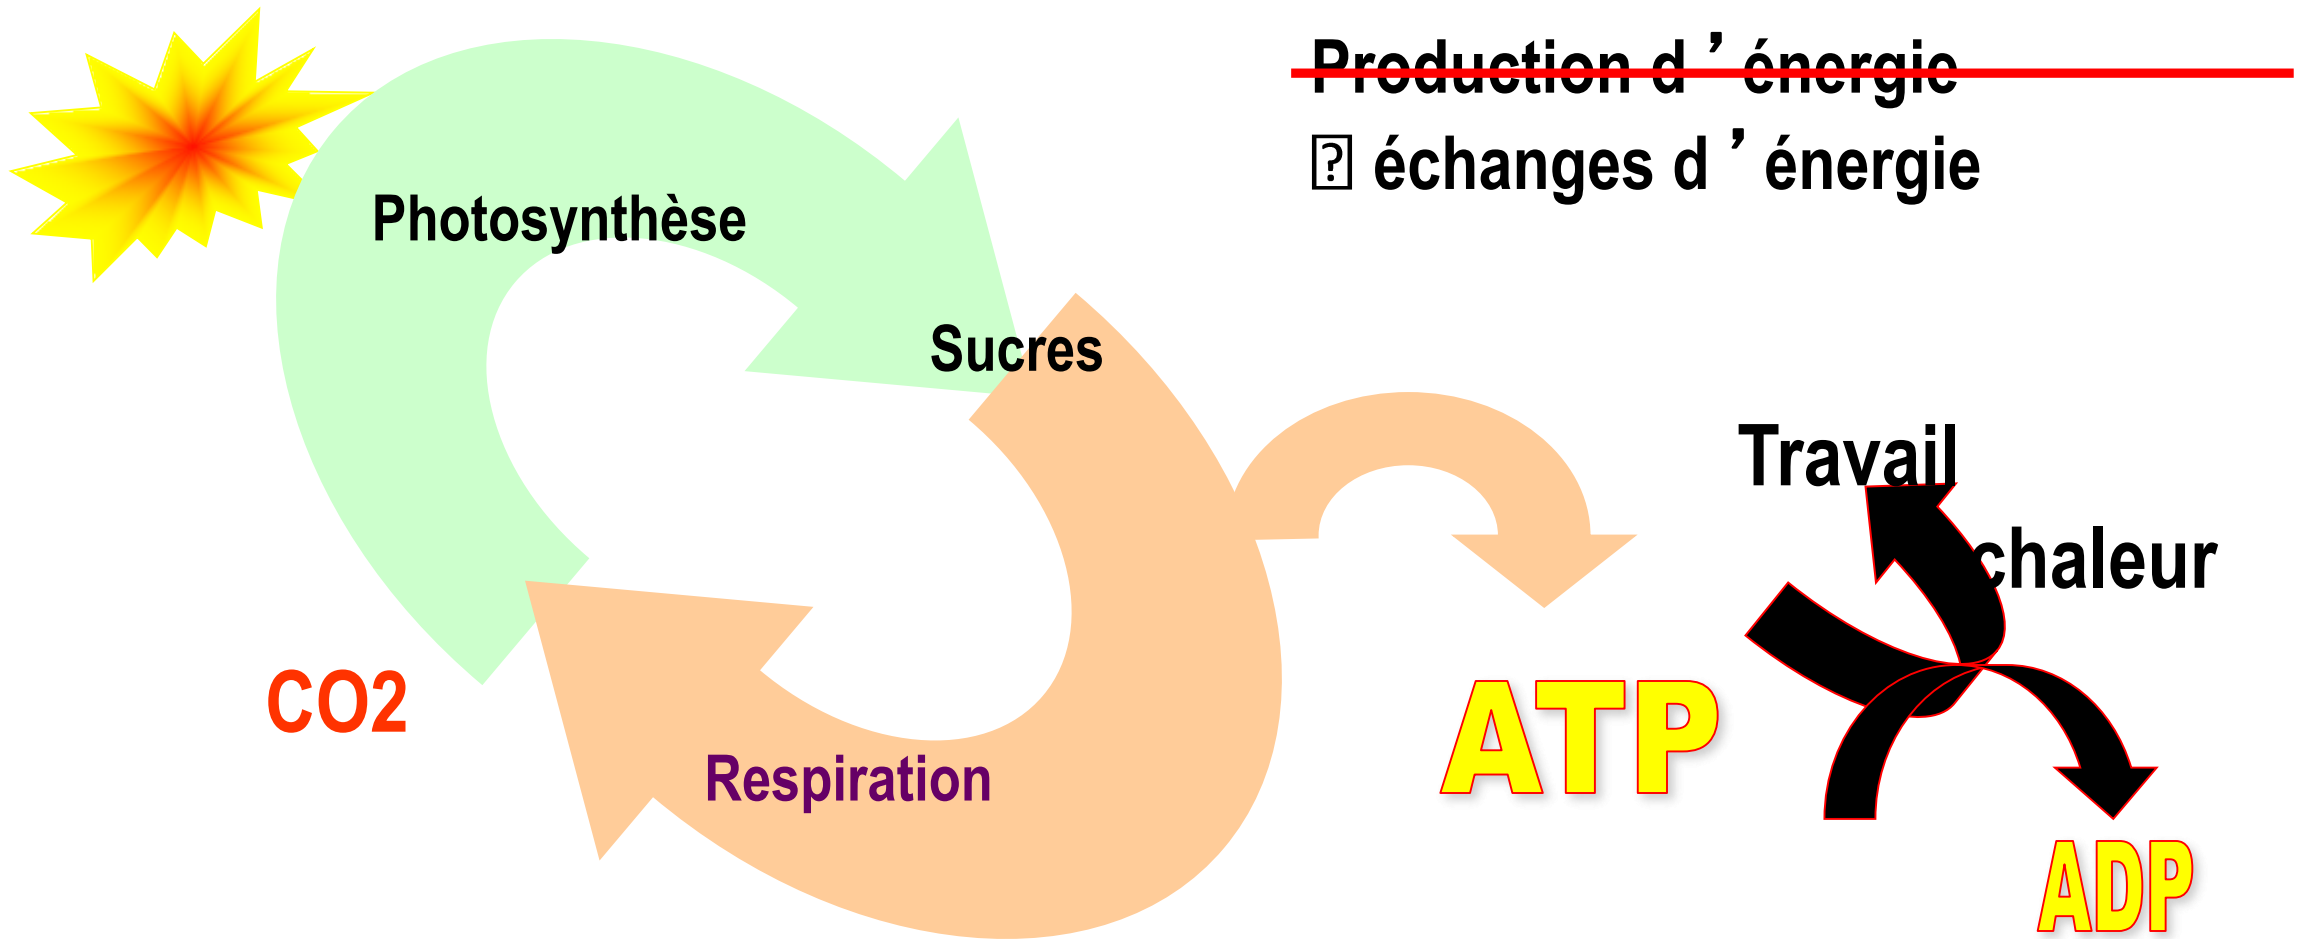 Production d ’ énergie
échanges d ’ énergie
Photosynthèse
Sucres
Travail
chaleur
CO2
Respiration
ATP
ADP